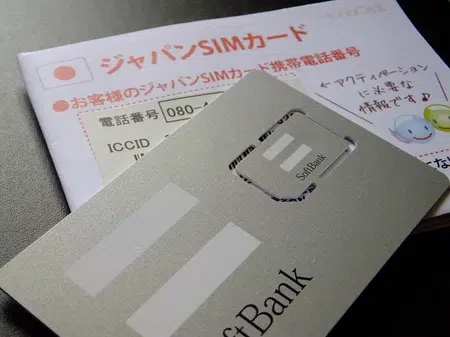 ジャパンSIMカード
●お客様のジャパンSIMカード携帯電話番号
電話番号 080-
ICCID
←アクティベーション
に必要な
情報です♪
SoftBank
ftBank